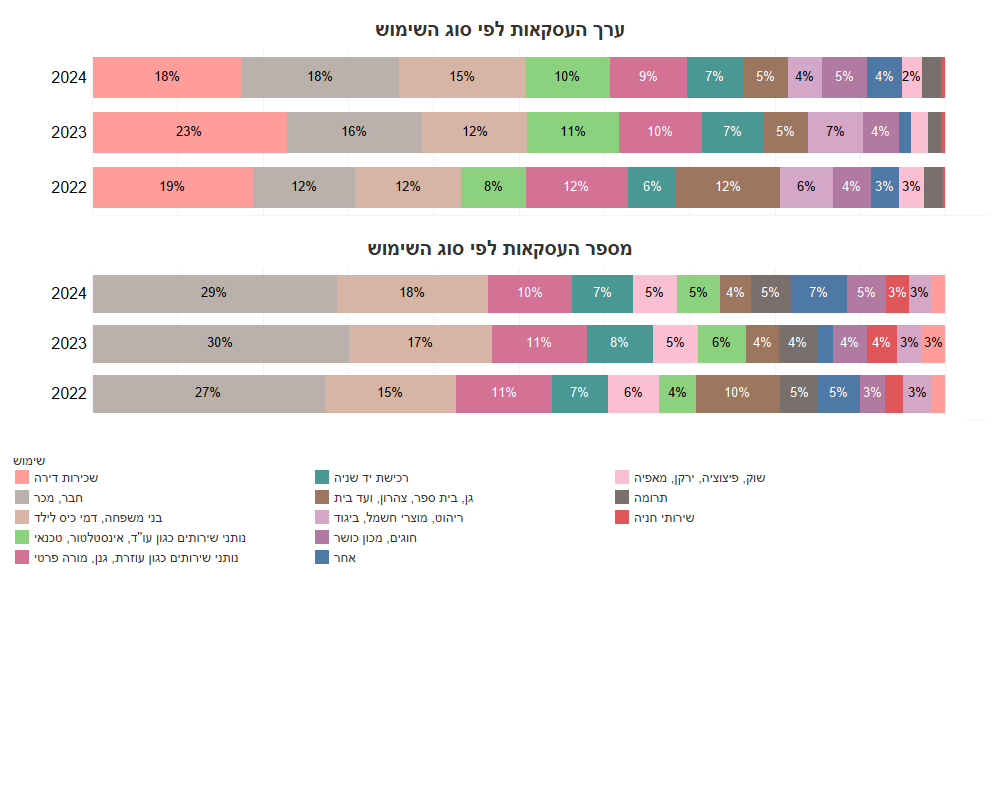 ערך העסקאות לפי סוג השימוש
2024 18% 18% 15% 10% 9% 7% 5% 4% 5% 4% 2%
2023 23% 16% 12% 11% 10% 7% 5% 7% 4%
2022 19% 12% 12% 8% 12% 6% 12% 6% 4% 3% 3%
מספר העסקאות לפי סוג השימוש
2024 29% 18% 10% 7% 5% 5% 4% 5% 7% 5% 3% 3%
2023 30% 17% 11% 8% 5% 6% 4% 4% 4% 4% 3% 3%
2022 27% 15% 11% 7% 6% 4% 10% 5% 5% 3% 3%
שימוש
שכירות דירה
חבר, מכר
בני משפחה, דמי כיס לילד
נותני שירותים כגון עו"ד, אינסטלטור, טכנאי
נותני שירותים כגון עוזרת, גנן, מורה פרטי
רכישת יד שניה
גן, בית ספר, צהרון, ועד בית
ריהוט, מוצרי חשמל, ביגוד
חוגים, מכון כושר
אחר
שוק, פיצוציה, ירקן, מאפיה
תרומה
שירותי חניה